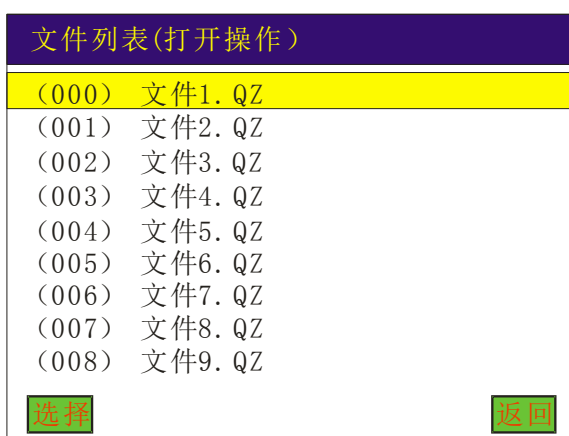 文件列表(打开操作）
（000） 文件1.QZ
（001） 文件2.QZ
（002） 文件3.QZ
（003） 文件4.QZ
（004） 文件5.QZ
（005） 文件6.QZ
（006） 文件7.QZ
（007） 文件8.QZ
（008） 文件9.QZ
选择 返回